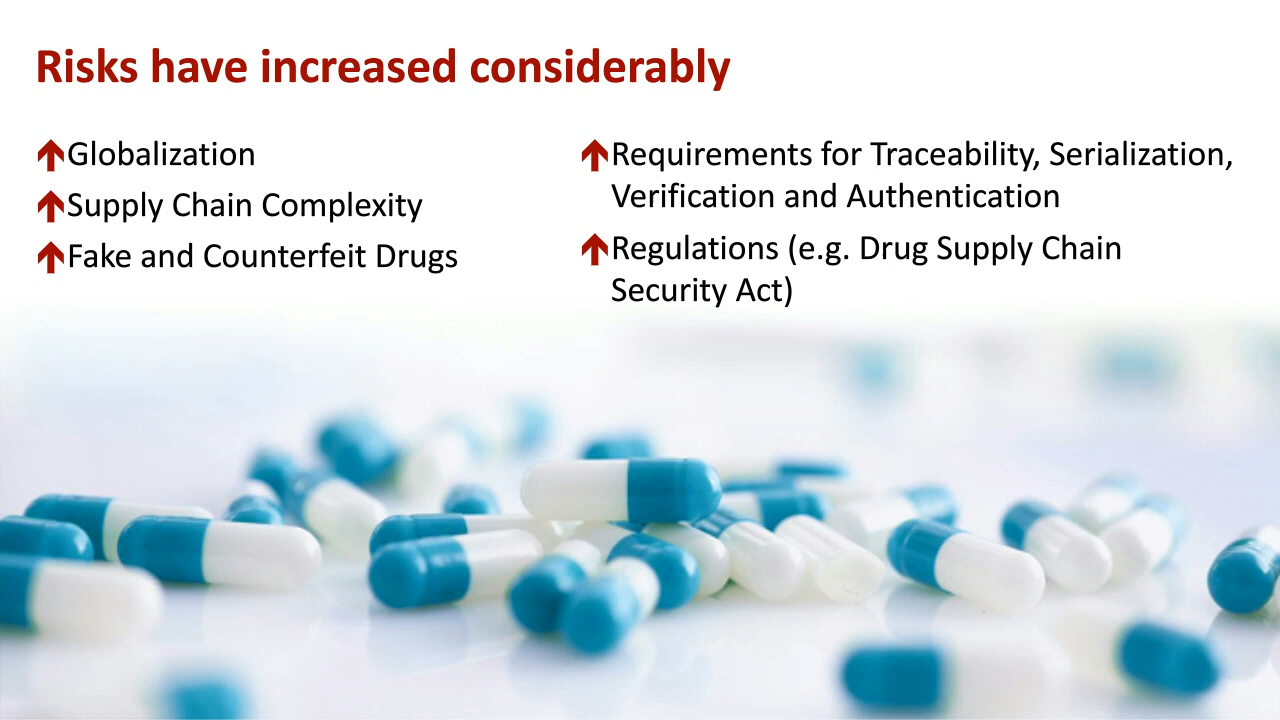 Risks have increased considerably
Globalization
Supply Chain Complexity
Fake and Counterfeit Drugs
Requirements for Traceability, Serialization,
Verification and Authentication
Regulations (e.g. Drug Supply Chain
Security Act)